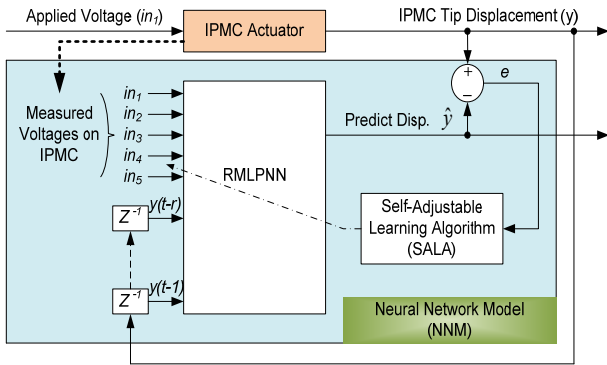 Applied Voltage (in₁)
IPMC Actuator
IPMC Tip Displacement (y)
+
−
e
Measured
Voltages on
IPMC
in₁
in₂
in₃
in₄
in₅
RMLPNN
Predict Disp.
ŷ
Self-Adjustable
Learning Algorithm
(SALA)
Z⁻¹
y(t-r)
Z⁻¹
y(t-1)
Neural Network Model
(NNM)